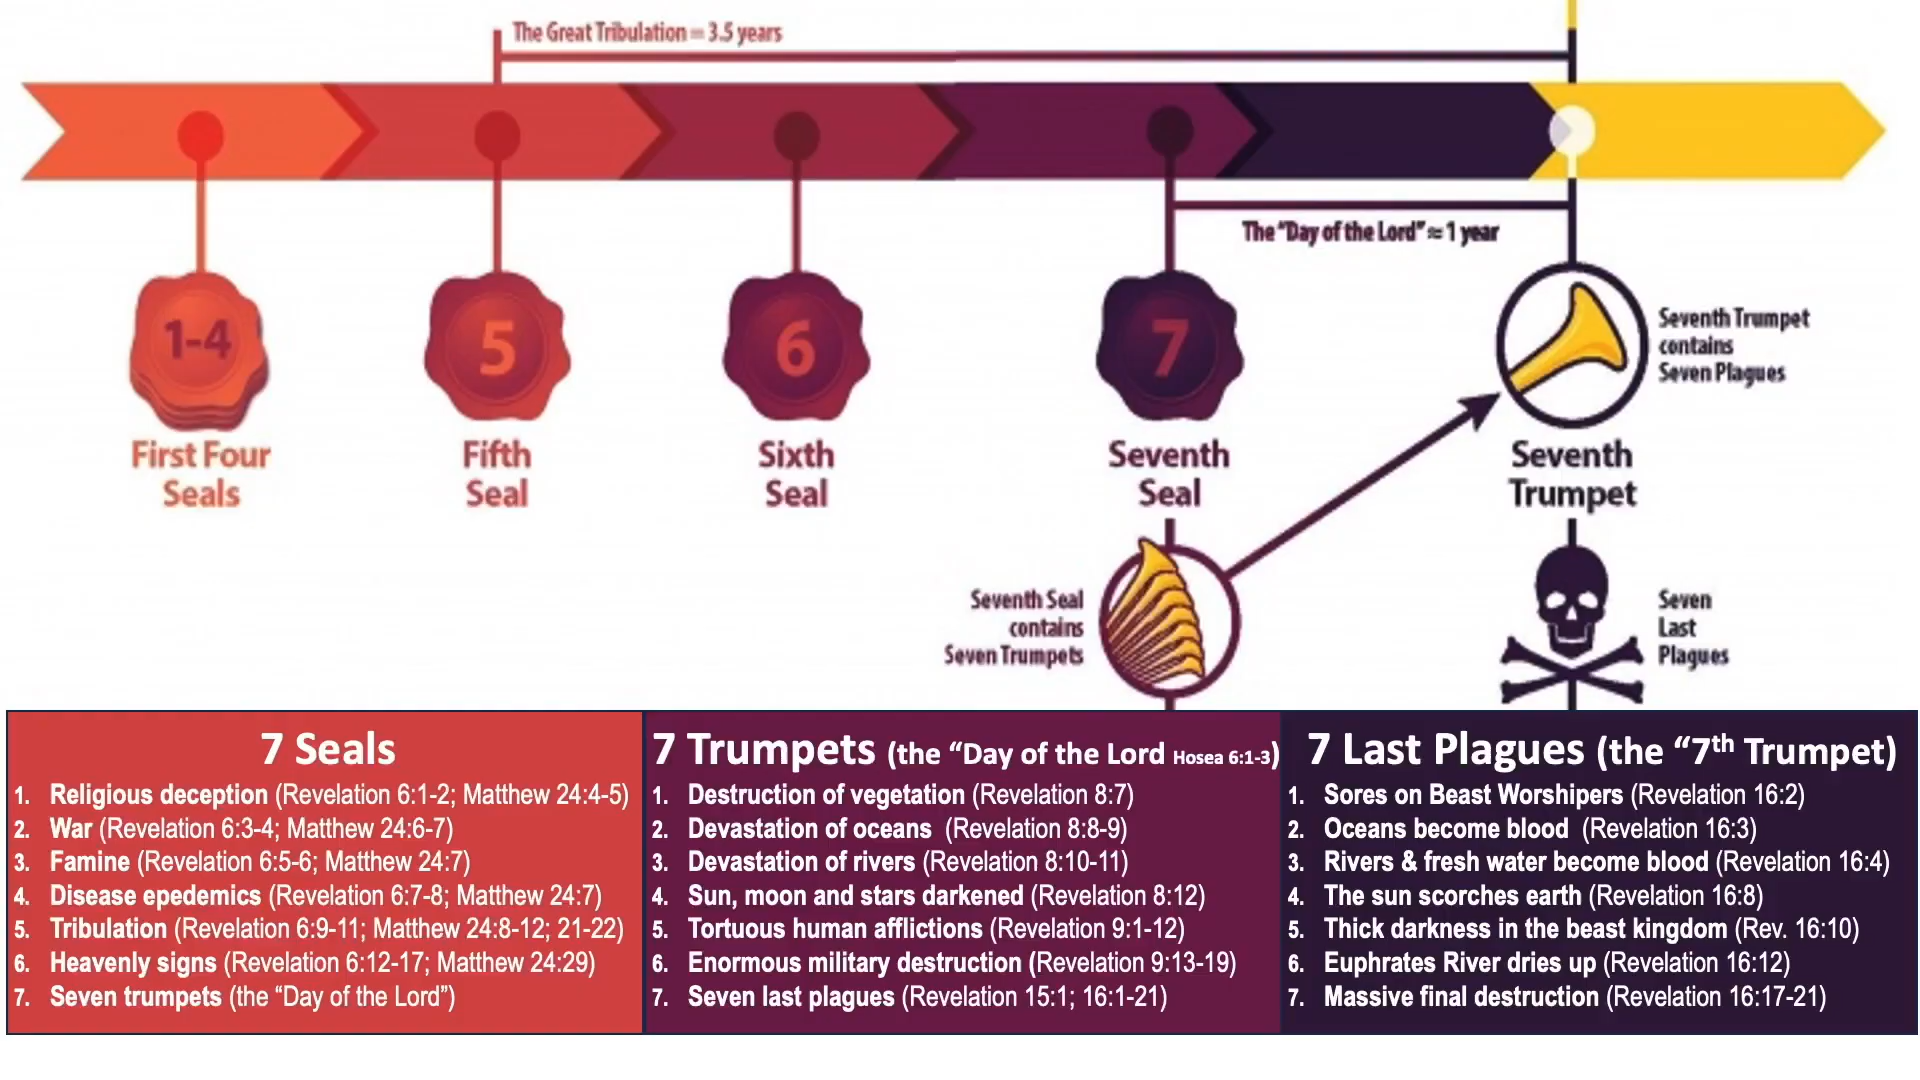 The Great Tribulation = 3.5 years
The "Day of the Lord" ≈ 1 year
1-4
5
6
7
Seventh Trumpet
contains
Seven Plagues
First Four
Seals
Fifth
Seal
Sixth
Seal
Seventh
Seal
Seventh
Trumpet
Seventh Seal
contains
Seven Trumpets
Seven
Last
Plagues
7 Seals
1. Religious deception (Revelation 6:1-2; Matthew 24:4-5)
2. War (Revelation 6:3-4; Matthew 24:6-7)
3. Famine (Revelation 6:5-6; Matthew 24:7)
4. Disease epedemics (Revelation 6:7-8; Matthew 24:7)
5. Tribulation (Revelation 6:9-11; Matthew 24:8-12; 21-22)
6. Heavenly signs (Revelation 6:12-17; Matthew 24:29)
7. Seven trumpets (the “Day of the Lord”)
7 Trumpets (the “Day of the Lord Hosea 6:1-3)
1. Destruction of vegetation (Revelation 8:7)
2. Devastation of oceans (Revelation 8:8-9)
3. Devastation of rivers (Revelation 8:10-11)
4. Sun, moon and stars darkened (Revelation 8:12)
5. Tortuous human afflictions (Revelation 9:1-12)
6. Enormous military destruction (Revelation 9:13-19)
7. Seven last plagues (Revelation 15:1; 16:1-21)
7 Last Plagues (the “7th Trumpet)
1. Sores on Beast Worshipers (Revelation 16:2)
2. Oceans become blood (Revelation 16:3)
3. Rivers & fresh water become blood (Revelation 16:4)
4. The sun scorches earth (Revelation 16:8)
5. Thick darkness in the beast kingdom (Rev. 16:10)
6. Euphrates River dries up (Revelation 16:12)
7. Massive final destruction (Revelation 16:17-21)